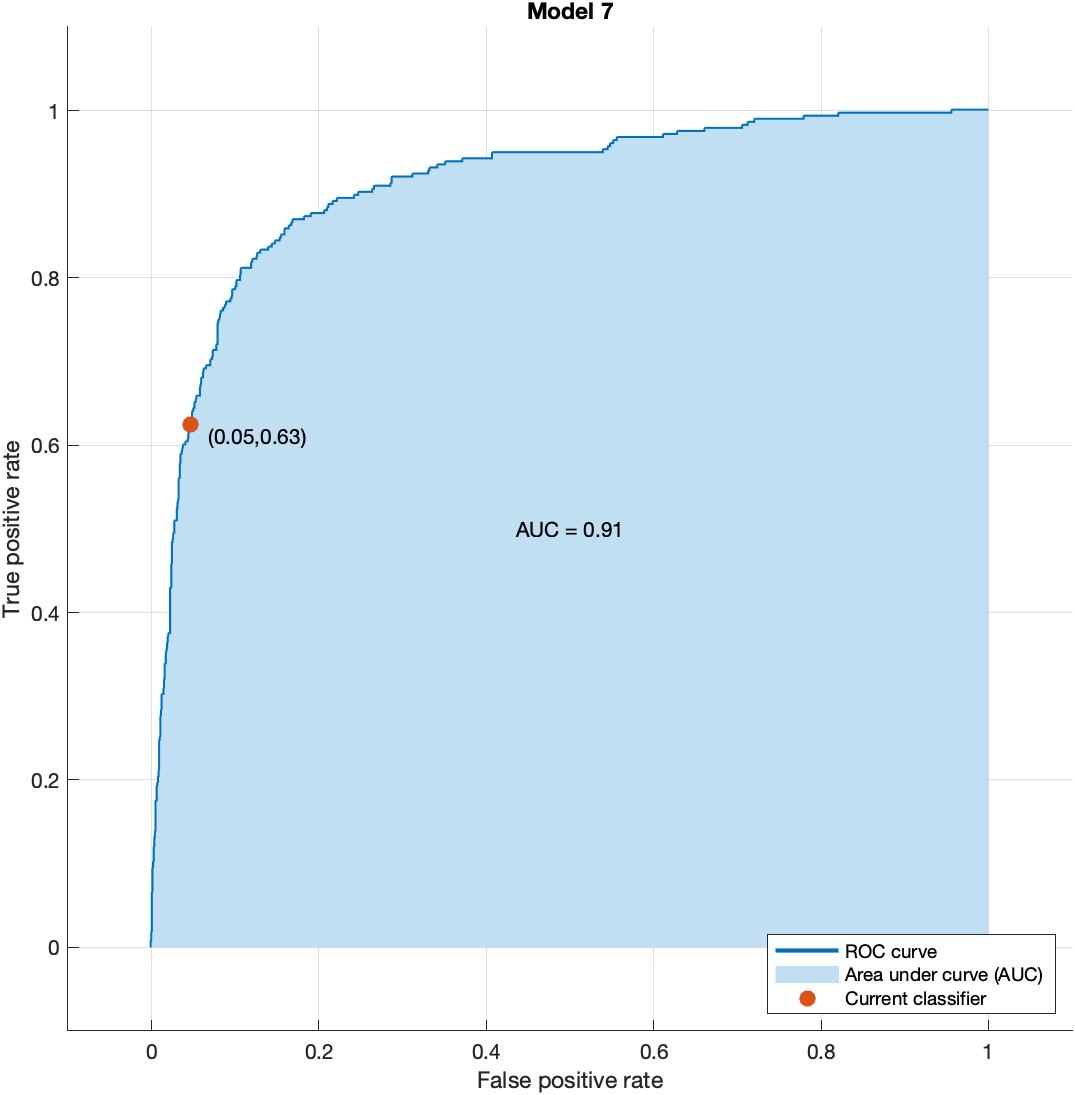 Model 7
1
0.8
0.6
0.4
0.2
0
True positive rate
(0.05,0.63)
AUC = 0.91
ROC curve
Area under curve (AUC)
Current classifier
0 0.2 0.4 0.6 0.8 1
False positive rate